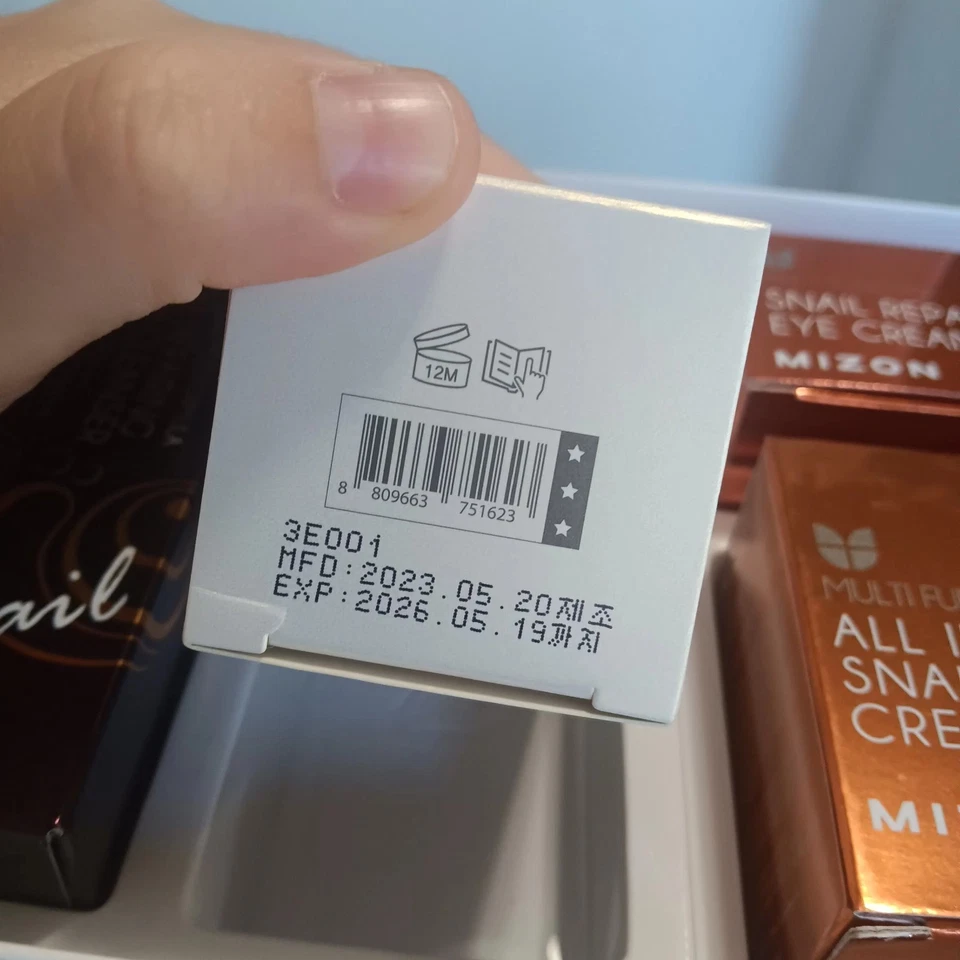 12M
8 809663 751623
3E001
MFD:2023.05.20제조
EXP:2026.05.19까지
SNAIL REPA
EYE CREAM
MIZON
MULTI FU
ALL I
SNA
CRE
MI
ail